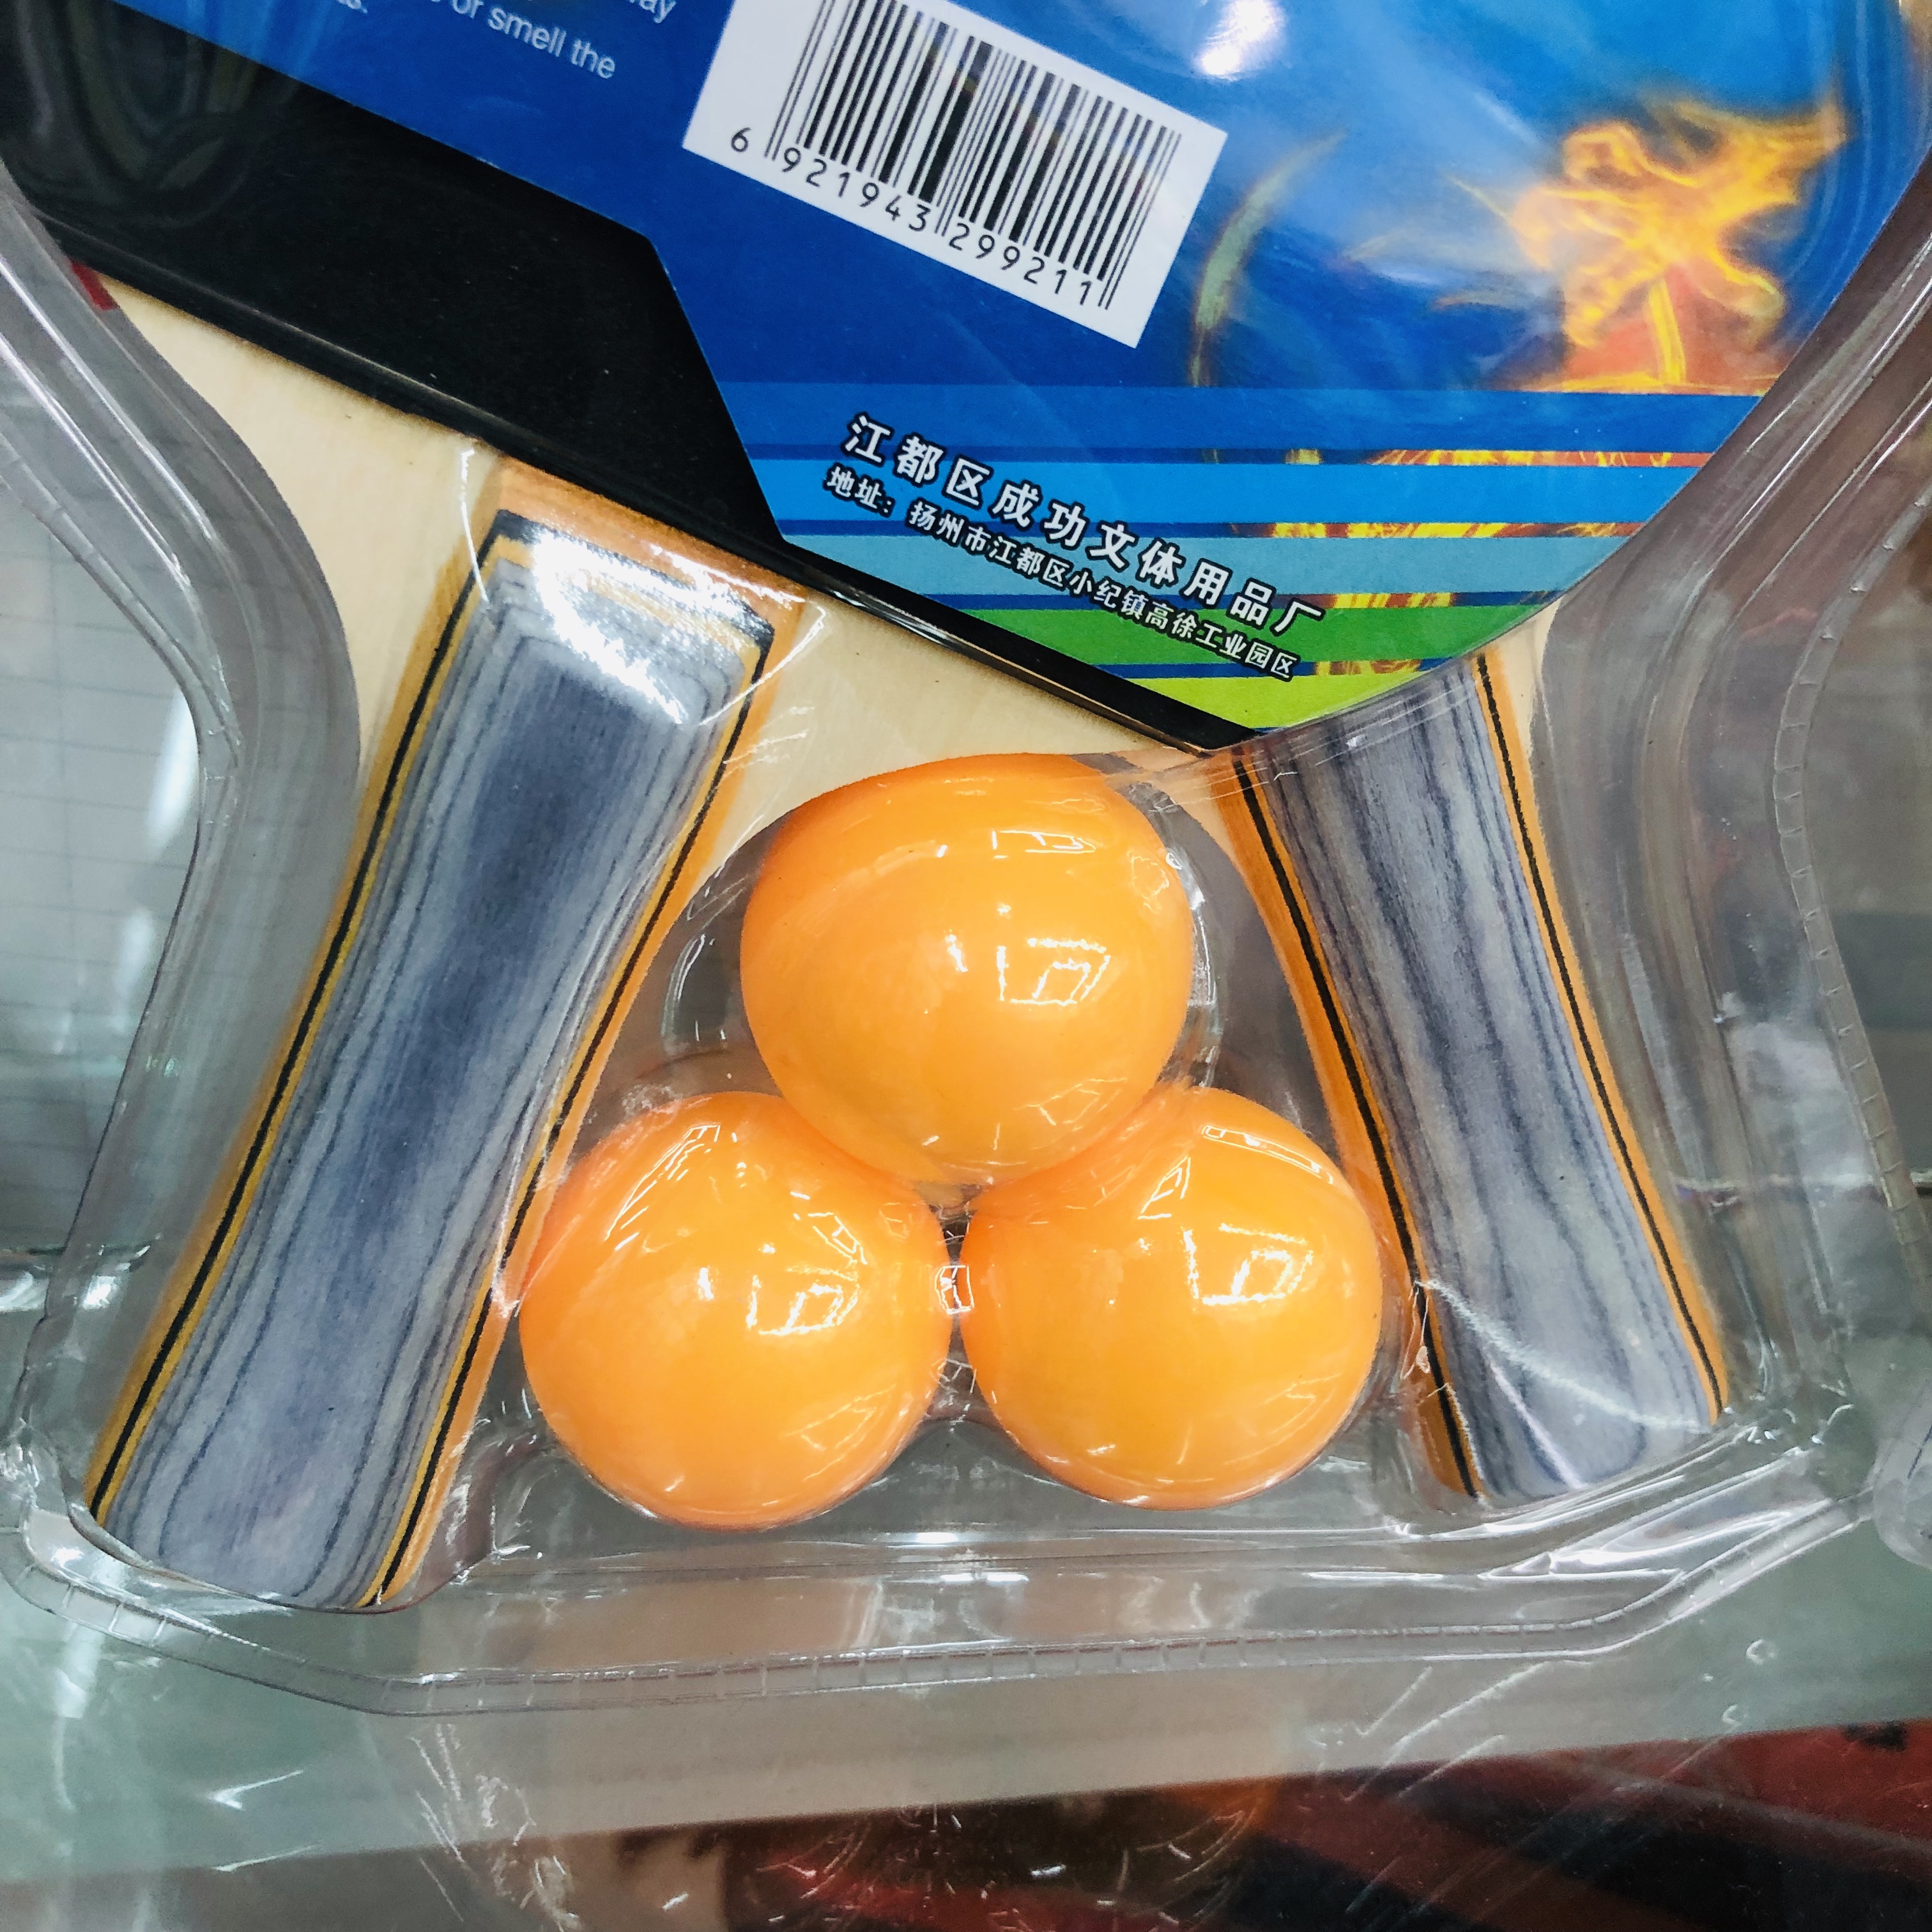 or smell the
6 921943 299211
江都区成功文体用品厂
地址：扬州市江都区小纪镇高徐工业园区